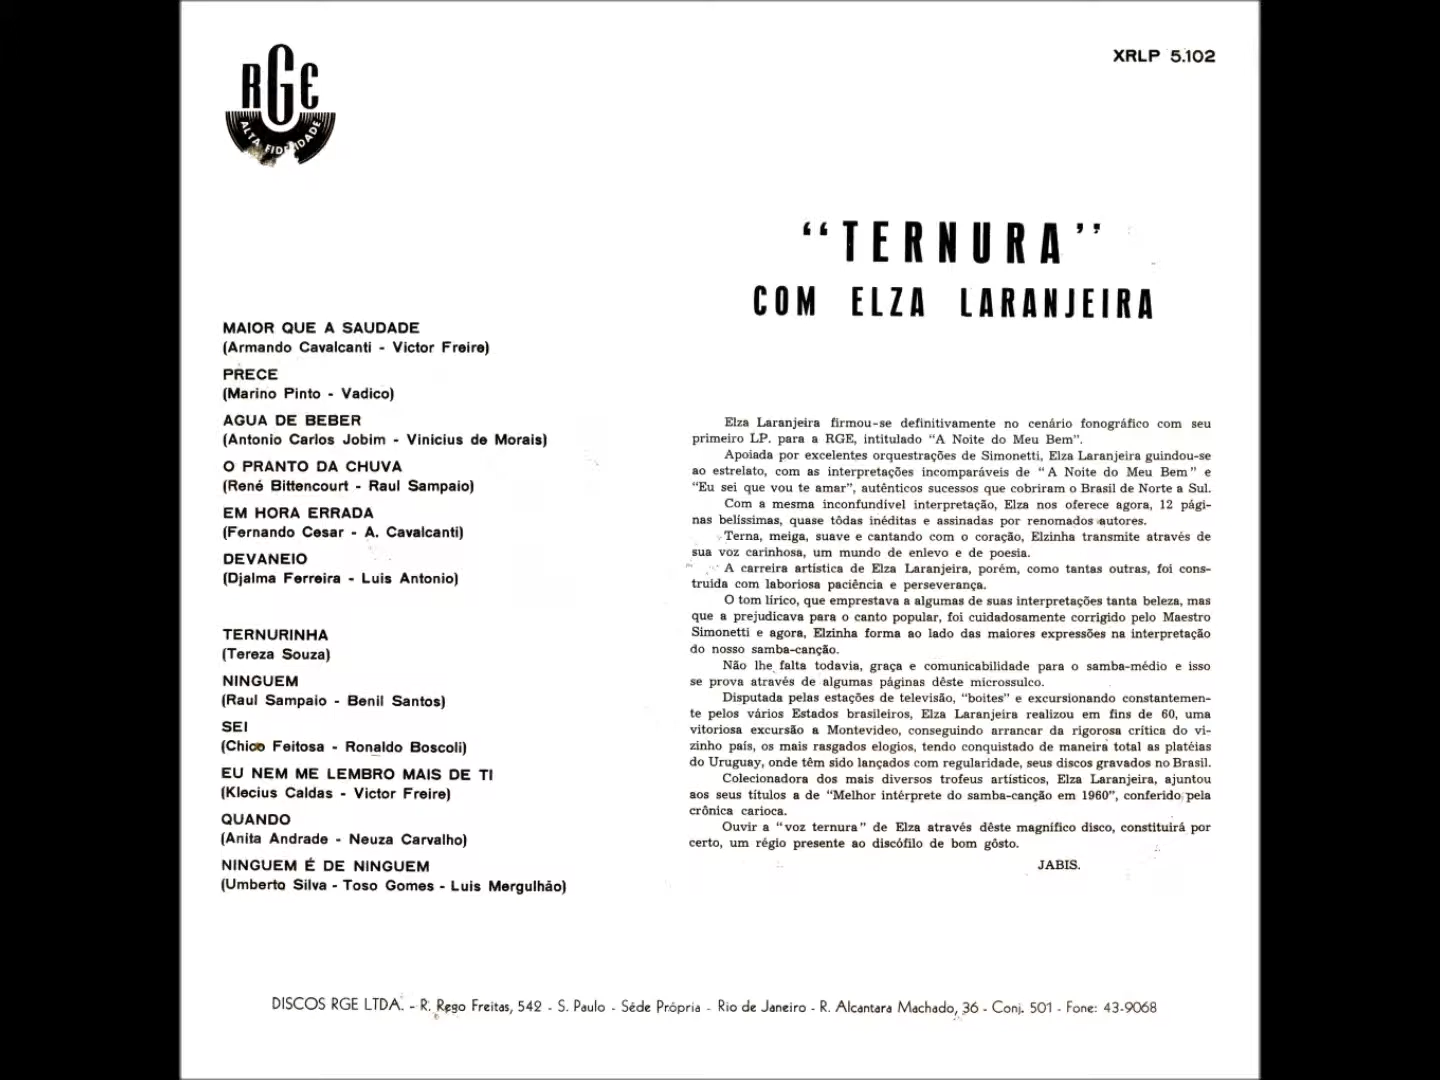 RGE
ALTA FIDELIDADE
XRLP 5.102
“TERNURA”
COM ELZA LARANJEIRA
MAIOR QUE A SAUDADE
(Armando Cavalcanti - Victor Freire)
PRECE
(Marino Pinto - Vadico)
AGUA DE BEBER
(Antonio Carlos Jobim - Vinicius de Morais)
O PRANTO DA CHUVA
(René Bittencourt - Raul Sampaio)
EM HORA ERRADA
(Fernando Cesar - A. Cavalcanti)
DEVANEIO
(Djalma Ferreira - Luis Antonio)
TERNURINHA
(Tereza Souza)
NINGUEM
(Raul Sampaio - Benil Santos)
SEI
(Chico Feitosa - Ronaldo Boscoli)
EU NEM ME LEMBRO MAIS DE TI
(Klecius Caldas - Victor Freire)
QUANDO
(Anita Andrade - Neuza Carvalho)
NINGUEM É DE NINGUEM
(Umberto Silva - Toso Gomes - Luis Mergulhão)
Elza Laranjeira firmou-se definitivamente no cenário fonográfico com seu
primeiro LP. para a RGE, intitulado “A Noite do Meu Bem”.
Apoiada por excelentes orquestrações de Simonetti, Elza Laranjeira guindou-se
ao estrelato, com as interpretações incomparáveis de “A Noite do Meu Bem” e
“Eu sei que vou te amar”, autênticos sucessos que cobriram o Brasil de Norte a Sul.
Com a mesma inconfundível interpretação, Elza nos oferece agora, 12 pági-
nas belíssimas, quase tôdas inéditas e assinadas por renomados autores.
Terna, meiga, suave e cantando com o coração, Elzinha transmite através de
sua voz carinhosa, um mundo de enlevo e de poesia.
A carreira artística de Elza Laranjeira, porém, como tantas outras, foi cons-
truída com laboriosa paciência e perseverança.
O tom lírico, que emprestava a algumas de suas interpretações tanta beleza, mas
que a prejudicava para o canto popular, foi cuidadosamente corrigido pelo Maestro
Simonetti e agora, Elzinha forma ao lado das maiores expressões na interpretação
do nosso samba-canção.
Não lhe falta todavia, graça e comunicabilidade para o samba-médio e isso
se prova através de algumas páginas dêste microssulco.
Disputada pelas estações de televisão, “boites” e excursionando constantemen-
te pelos vários Estados brasileiros, Elza Laranjeira realizou em fins de 60, uma
vitoriosa excursão a Montevideo, conseguindo arrancar da rigorosa crítica do vi-
zinho país, os mais rasgados elogios, tendo conquistado de maneira total as platéias
do Uruguay, onde têm sido lançados com regularidade, seus discos gravados no Brasil.
Colecionadora dos mais diversos trofeus artísticos, Elza Laranjeira, ajuntou
aos seus títulos a de “Melhor intérprete do samba-canção em 1960”, conferido pela
crônica carioca.
Ouvir a “voz ternura” de Elza através dêste magnífico disco, constituirá por
certo, um régio presente ao discófilo de bom gôsto.
JABIS.
DISCOS RGE LTDA. - R. Rego Freitas, 542 - S. Paulo - Séde Própria - Rio de Janeiro - R. Alcantara Machado, 36 - Conj. 501 - Fone: 43-9068